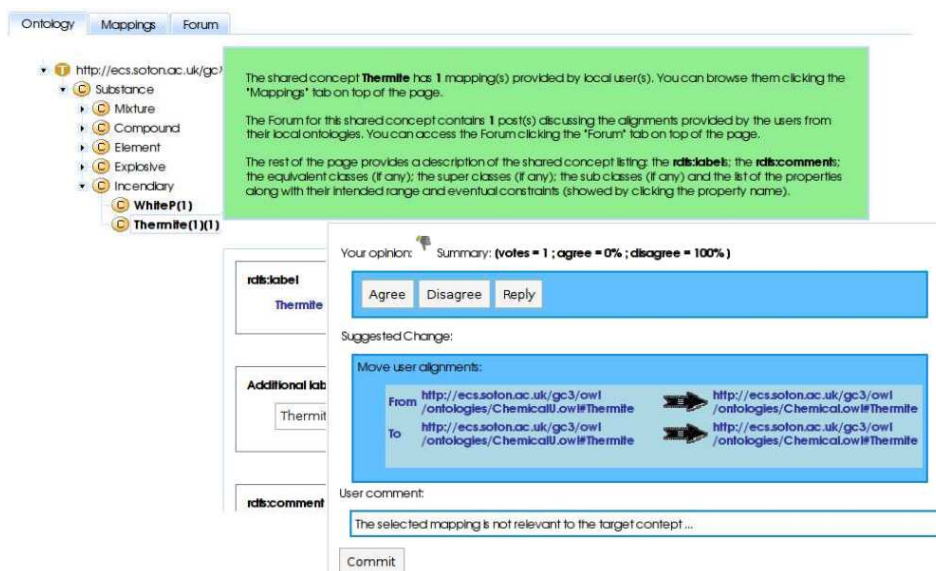 Ontology Mappings Forum
http://ecs.soton.ac.uk/gc
Substance
Mixture
Compound
Element
Explosive
Incendiary
WhiteP(1)
Thermite(1)(1)
The shared concept Thermite has 1 mapping(s) provided by local user(s). You can browse them clicking the
"Mappings" tab on top of the page.
The Forum for this shared concept contains 1 post(s) discussing the alignments provided by the users from
their local ontologies. You can access the Forum clicking the "Forum" tab on top of the page.
The rest of the page provides a description of the shared concept listing: the rdfs:labels; the rdfs:comments;
the equivalent classes (if any); the super classes (if any); the sub classes (if any) and the list of the properties
along with their intended range and eventual constraints (showed by clicking the property name).
rdfs:label
Thermite
Additional lab
Thermit
rdfs:comment
Your opinion: Summary: (votes = 1 ; agree = 0% ; disagree = 100% )
Agree Disagree Reply
Suggested Change:
Move user alignments:
From http://ecs.soton.ac.uk/gc3/owl
/ontologies/ChemicalU.owl#Thermite
http://ecs.soton.ac.uk/gc3/owl
/ontologies/Chemical.owl#Thermite
To http://ecs.soton.ac.uk/gc3/owl
/ontologies/ChemicalU.owl#Thermite
http://ecs.soton.ac.uk/gc3/owl
/ontologies/Chemical.owl#Thermite
User comment:
The selected mapping is not relevant to the target contept ...
Commit